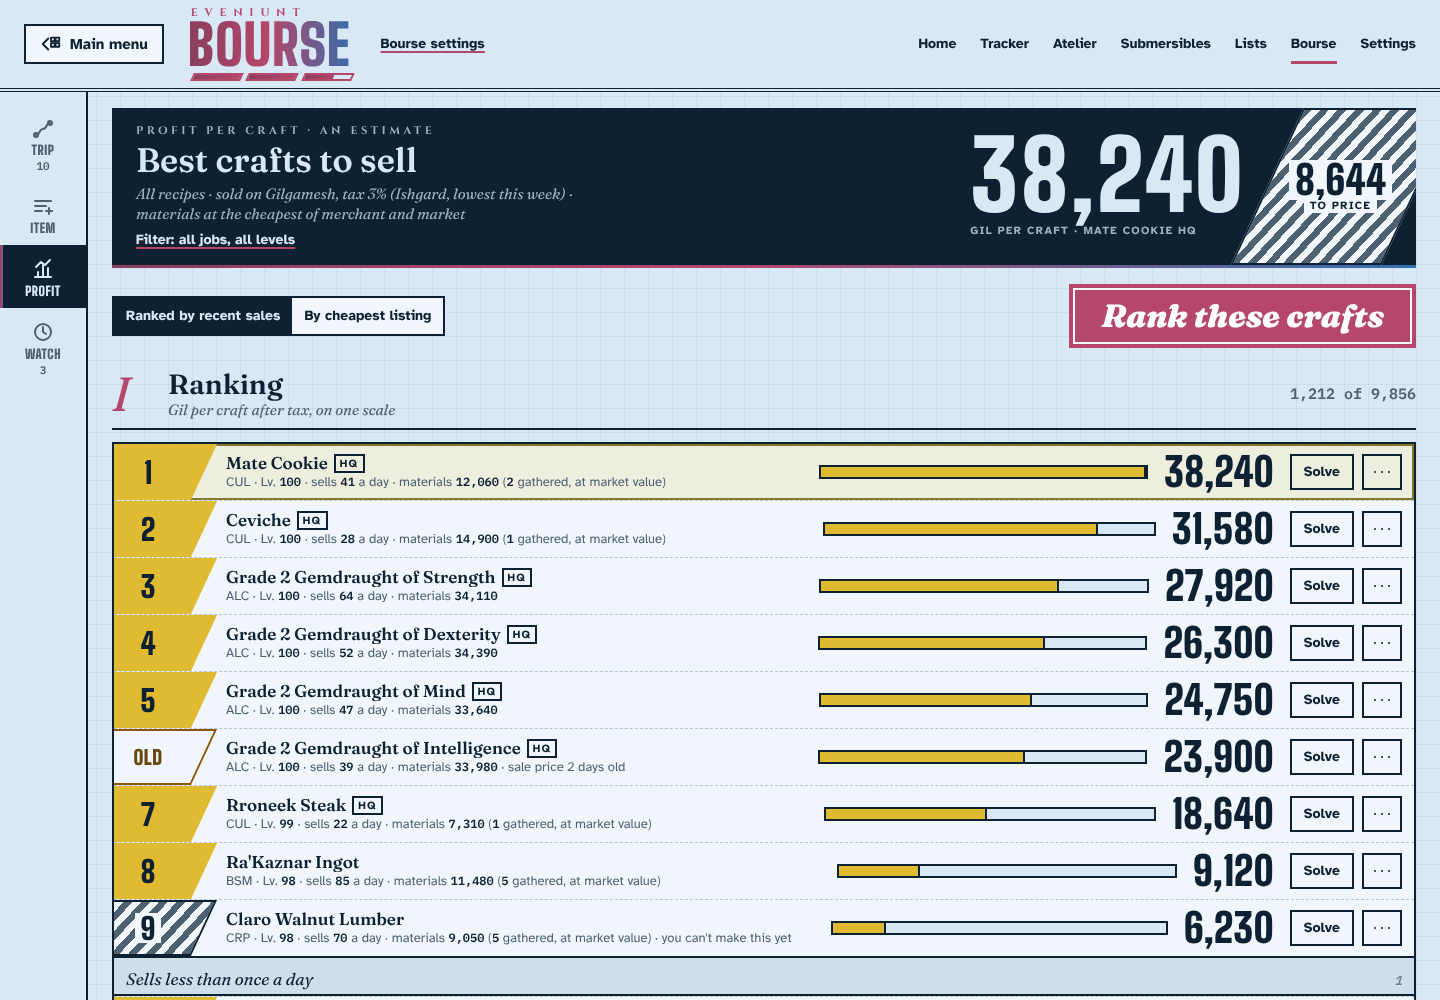 Main menu
EVENIUNT
BOURSE
Bourse settings
Home
Tracker
Atelier
Submersibles
Lists
Bourse
Settings
TRIP
10
ITEM
PROFIT
WATCH
3
PROFIT PER CRAFT · AN ESTIMATE
Best crafts to sell
All recipes · sold on Gilgamesh, tax 3% (Ishgard, lowest this week) ·
materials at the cheapest of merchant and market
Filter: all jobs, all levels
38,240
GIL PER CRAFT · MATE COOKIE HQ
8,644
TO PRICE
Ranked by recent sales
By cheapest listing
Rank these crafts
I
Ranking
Gil per craft after tax, on one scale
1,212 of 9,856
1
Mate Cookie HQ
CUL · Lv. 100 · sells 41 a day · materials 12,060 (2 gathered, at market value)
38,240
Solve
···
2
Ceviche HQ
CUL · Lv. 100 · sells 28 a day · materials 14,900 (1 gathered, at market value)
31,580
Solve
···
3
Grade 2 Gemdraught of Strength HQ
ALC · Lv. 100 · sells 64 a day · materials 34,110
27,920
Solve
···
4
Grade 2 Gemdraught of Dexterity HQ
ALC · Lv. 100 · sells 52 a day · materials 34,390
26,300
Solve
···
5
Grade 2 Gemdraught of Mind HQ
ALC · Lv. 100 · sells 47 a day · materials 33,640
24,750
Solve
···
OLD
Grade 2 Gemdraught of Intelligence HQ
ALC · Lv. 100 · sells 39 a day · materials 33,980 · sale price 2 days old
23,900
Solve
···
7
Rroneek Steak HQ
CUL · Lv. 99 · sells 22 a day · materials 7,310 (1 gathered, at market value)
18,640
Solve
···
8
Ra'Kaznar Ingot
BSM · Lv. 98 · sells 85 a day · materials 11,480 (5 gathered, at market value)
9,120
Solve
···
9
Claro Walnut Lumber
CRP · Lv. 98 · sells 70 a day · materials 9,050 (5 gathered, at market value) · you can't make this yet
6,230
Solve
···
Sells less than once a day
1